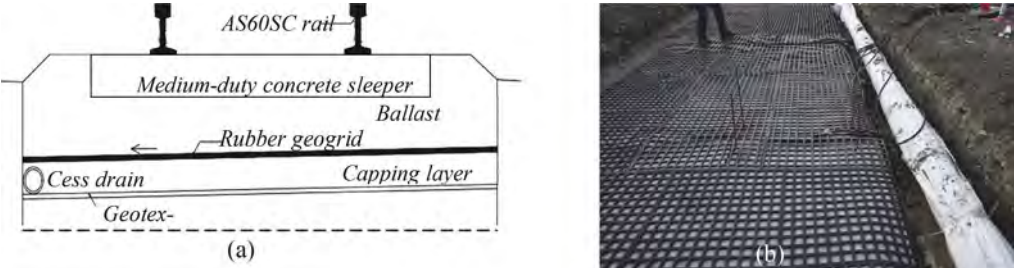 AS60SC rail
Medium-duty concrete sleeper
Ballast
Rubber geogrid
Cess drain
Capping layer
Geotex-
(a)
(b)